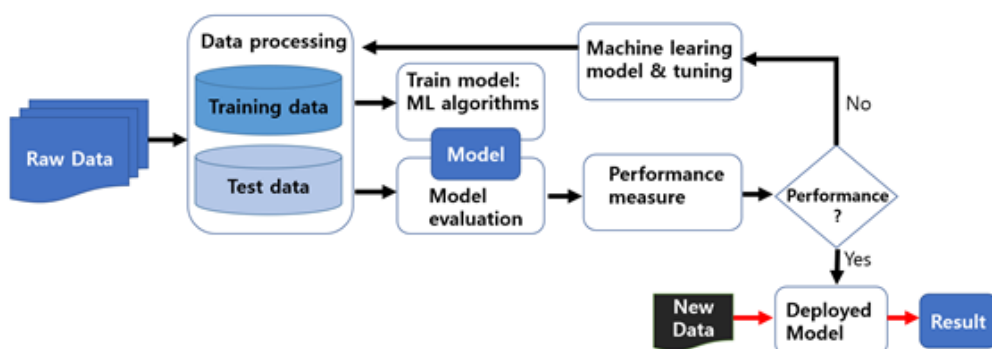 Data processing
Training data
Test data
Raw Data
Train model:
ML algorithms
Model
Model
evaluation
Machine learing
model & tuning
Performance
measure
No
Performance
?
Yes
New
Data
Deployed
Model
Result